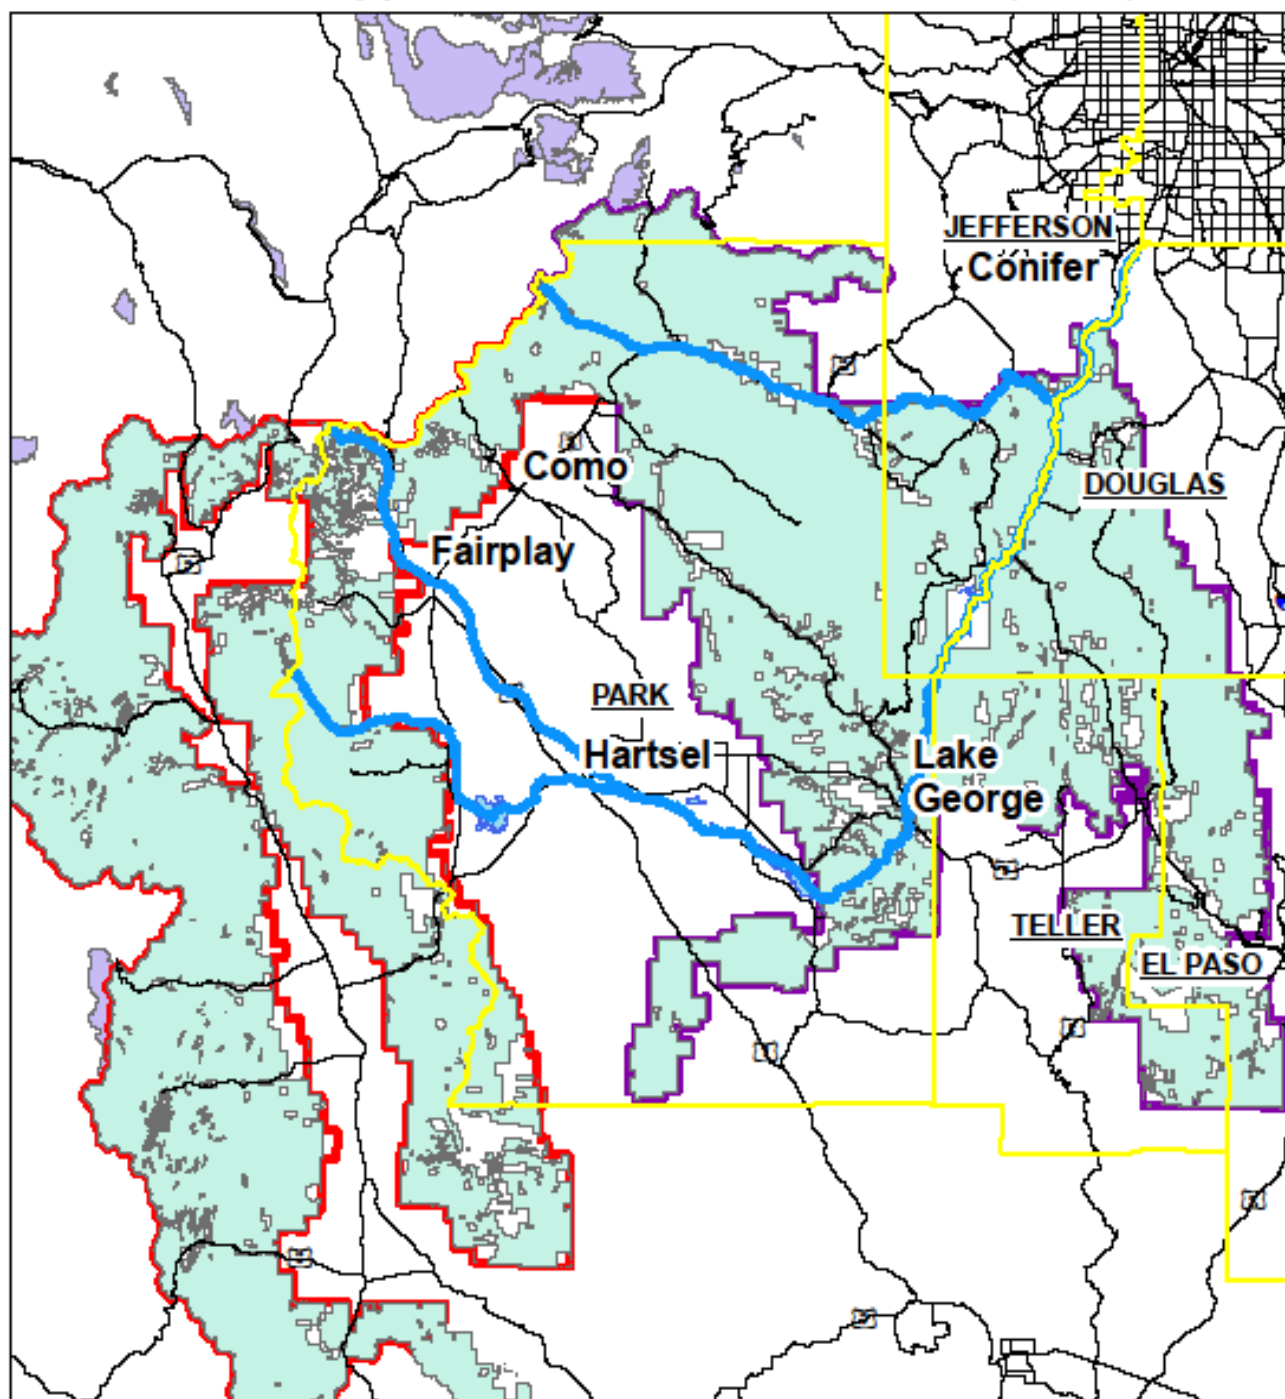 JEFFERSON
Conifer
Como
DOUGLAS
Fairplay
PARK
Hartsel
Lake
George
TELLER
EL PASO